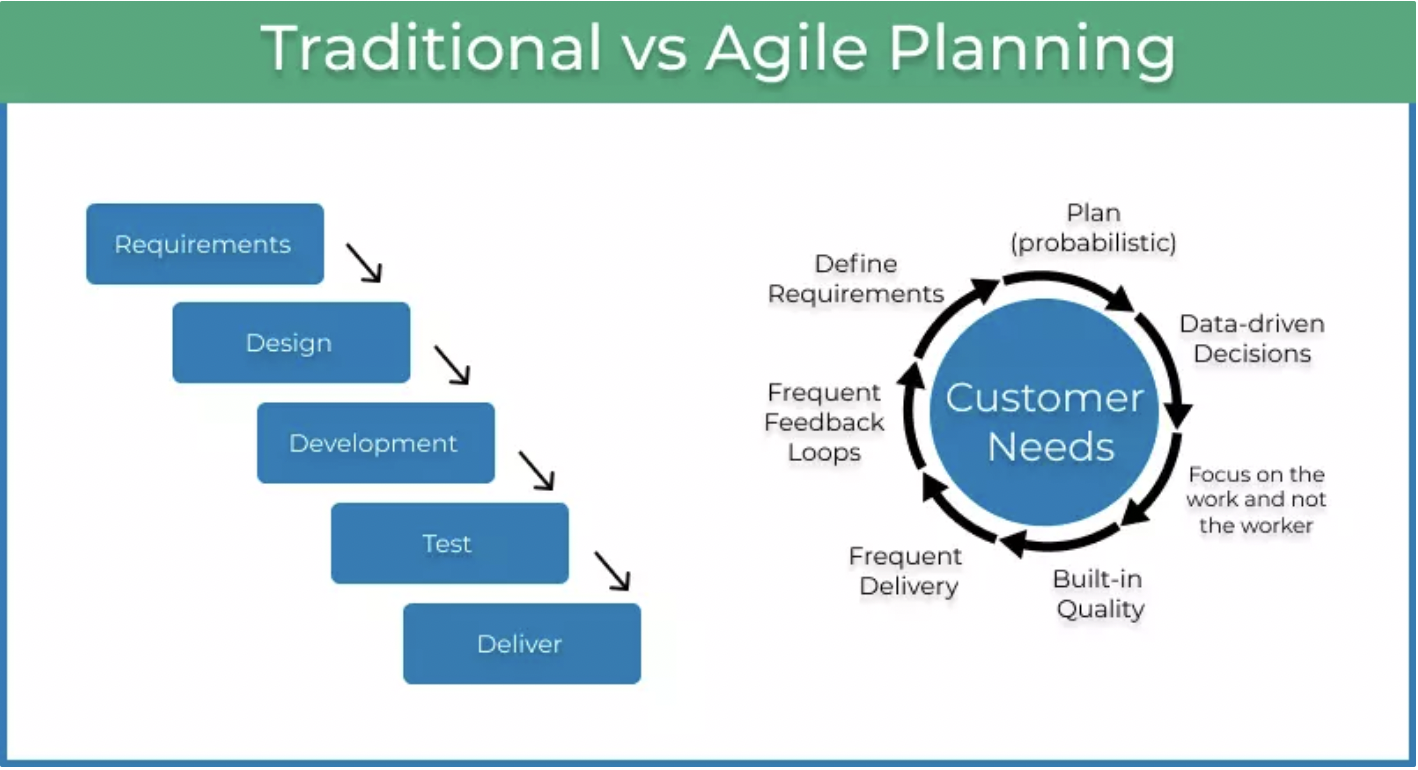 Traditional vs Agile Planning
Requirements
Design
Development
Test
Deliver
Plan
(probabilistic)
Data-driven
Decisions
Focus on the
work and not
the worker
Built-in
Quality
Frequent
Delivery
Frequent
Feedback
Loops
Define
Requirements
Customer
Needs